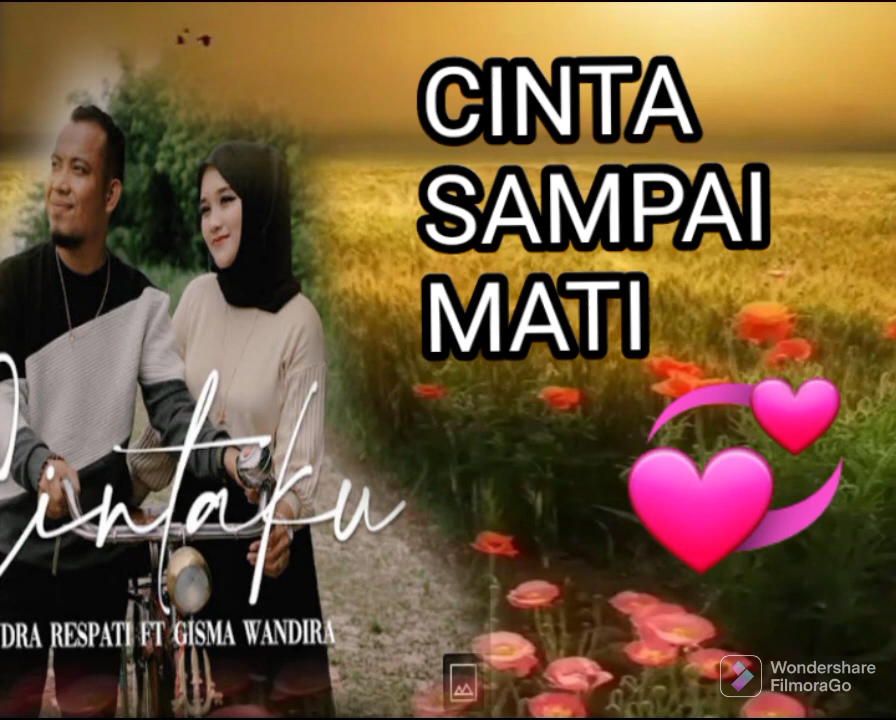 CINTA
SAMPAI
MATI
Cintaku
DRA RESPATI FT GISMA WANDIRA
Wondershare
FilmoraGo